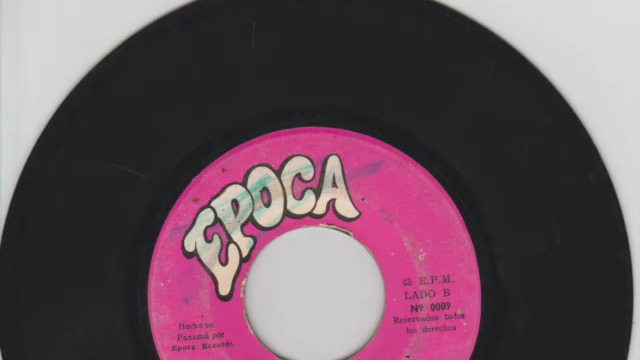 EPOCA
45 R.P.M.
LADO B
Nº 0009
Reservados todos
los derechos
Hecho en
Panamá por
Epoca Records